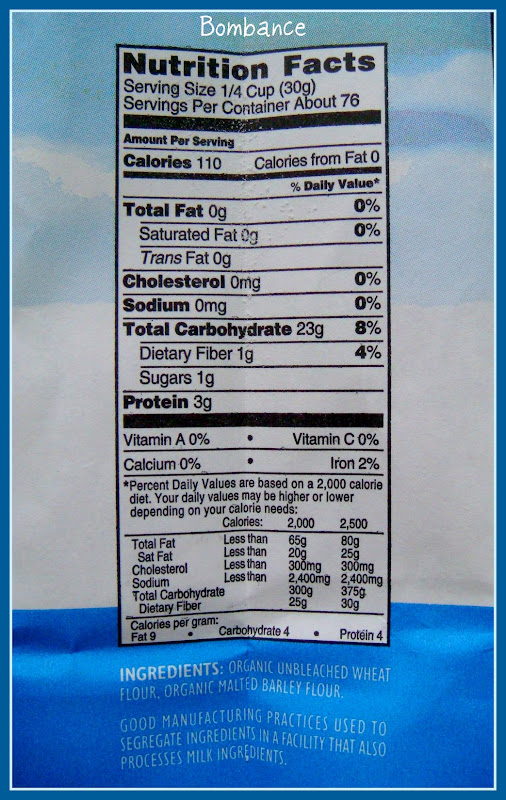 Bombance
Nutrition Facts
Serving Size 1/4 Cup (30g)
Servings Per Container About 76
Amount Per Serving
Calories 110 Calories from Fat 0
% Daily Value*
Total Fat 0g 0%
Saturated Fat 0g 0%
Trans Fat 0g
Cholesterol 0mg 0%
Sodium 0mg 0%
Total Carbohydrate 23g 8%
Dietary Fiber 1g 4%
Sugars 1g
Protein 3g
Vitamin A 0% • Vitamin C 0%
Calcium 0% • Iron 2%
*Percent Daily Values are based on a 2,000 calorie
diet. Your daily values may be higher or lower
depending on your calorie needs:
Calories: 2,000 2,500
Total Fat Less than 65g 80g
Sat Fat Less than 20g 25g
Cholesterol Less than 300mg 300mg
Sodium Less than 2,400mg 2,400mg
Total Carbohydrate 300g 375g
Dietary Fiber 25g 30g
Calories per gram:
Fat 9 • Carbohydrate 4 • Protein 4
INGREDIENTS: ORGANIC UNBLEACHED WHEAT
FLOUR, ORGANIC MALTED BARLEY FLOUR.
GOOD MANUFACTURING PRACTICES USED TO
SEGREGATE INGREDIENTS IN A FACILITY THAT ALSO
PROCESSES MILK INGREDIENTS.